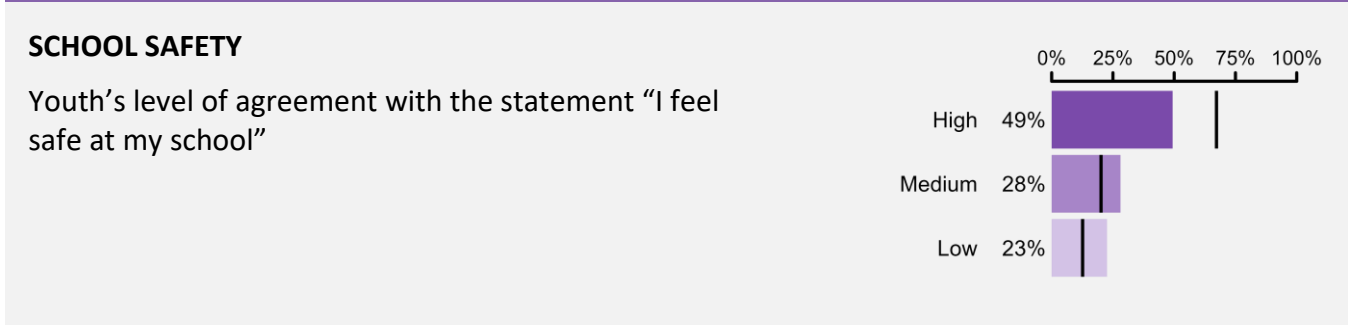 SCHOOL SAFETY
Youth’s level of agreement with the statement “I feel
safe at my school”
0% 25% 50% 75% 100%
High 49%
Medium 28%
Low 23%